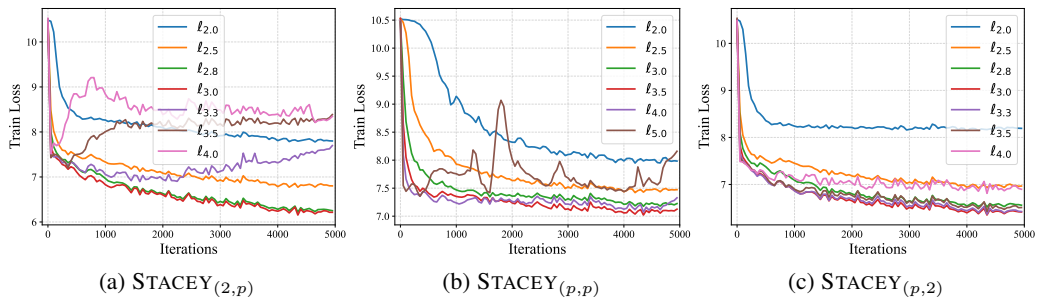 10
9
8
7
6
Train Loss
0 1000 2000 3000 4000 5000
Iterations
ℓ2.0
ℓ2.5
ℓ2.8
ℓ3.0
ℓ3.3
ℓ3.5
ℓ4.0
(a) STACEY(2,p)
10.5
10.0
9.5
9.0
8.5
8.0
7.5
7.0
Train Loss
0 1000 2000 3000 4000 5000
Iterations
ℓ2.0
ℓ2.5
ℓ3.0
ℓ3.5
ℓ4.0
ℓ5.0
(b) STACEY(p,p)
10
9
8
7
Train Loss
0 1000 2000 3000 4000 5000
Iterations
ℓ2.0
ℓ2.5
ℓ2.8
ℓ3.0
ℓ3.3
ℓ3.5
ℓ4.0
(c) STACEY(p,2)